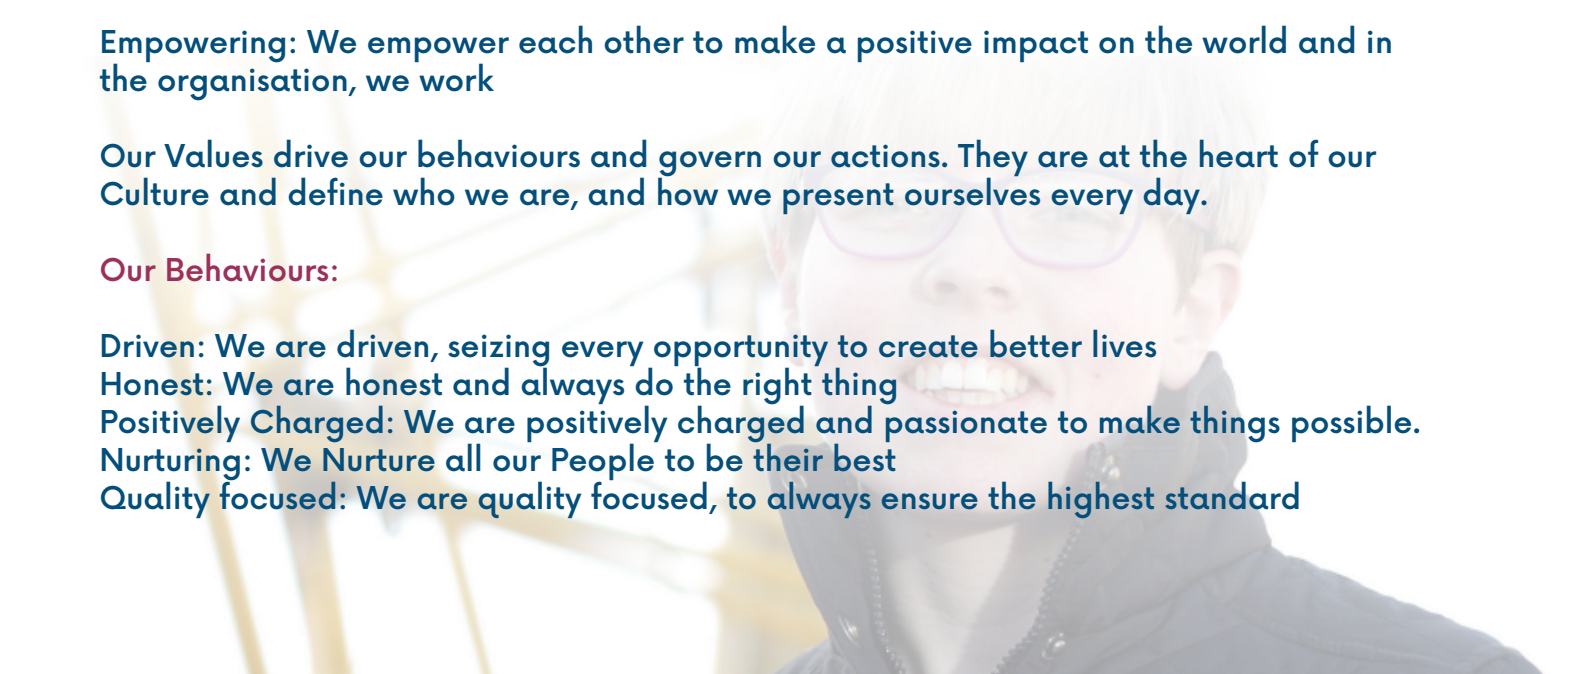 Empowering: We empower each other to make a positive impact on the world and in
the organisation, we work
Our Values drive our behaviours and govern our actions. They are at the heart of our
Culture and define who we are, and how we present ourselves every day.
Our Behaviours:
Driven: We are driven, seizing every opportunity to create better lives
Honest: We are honest and always do the right thing
Positively Charged: We are positively charged and passionate to make things possible.
Nurturing: We Nurture all our People to be their best
Quality focused: We are quality focused, to always ensure the highest standard